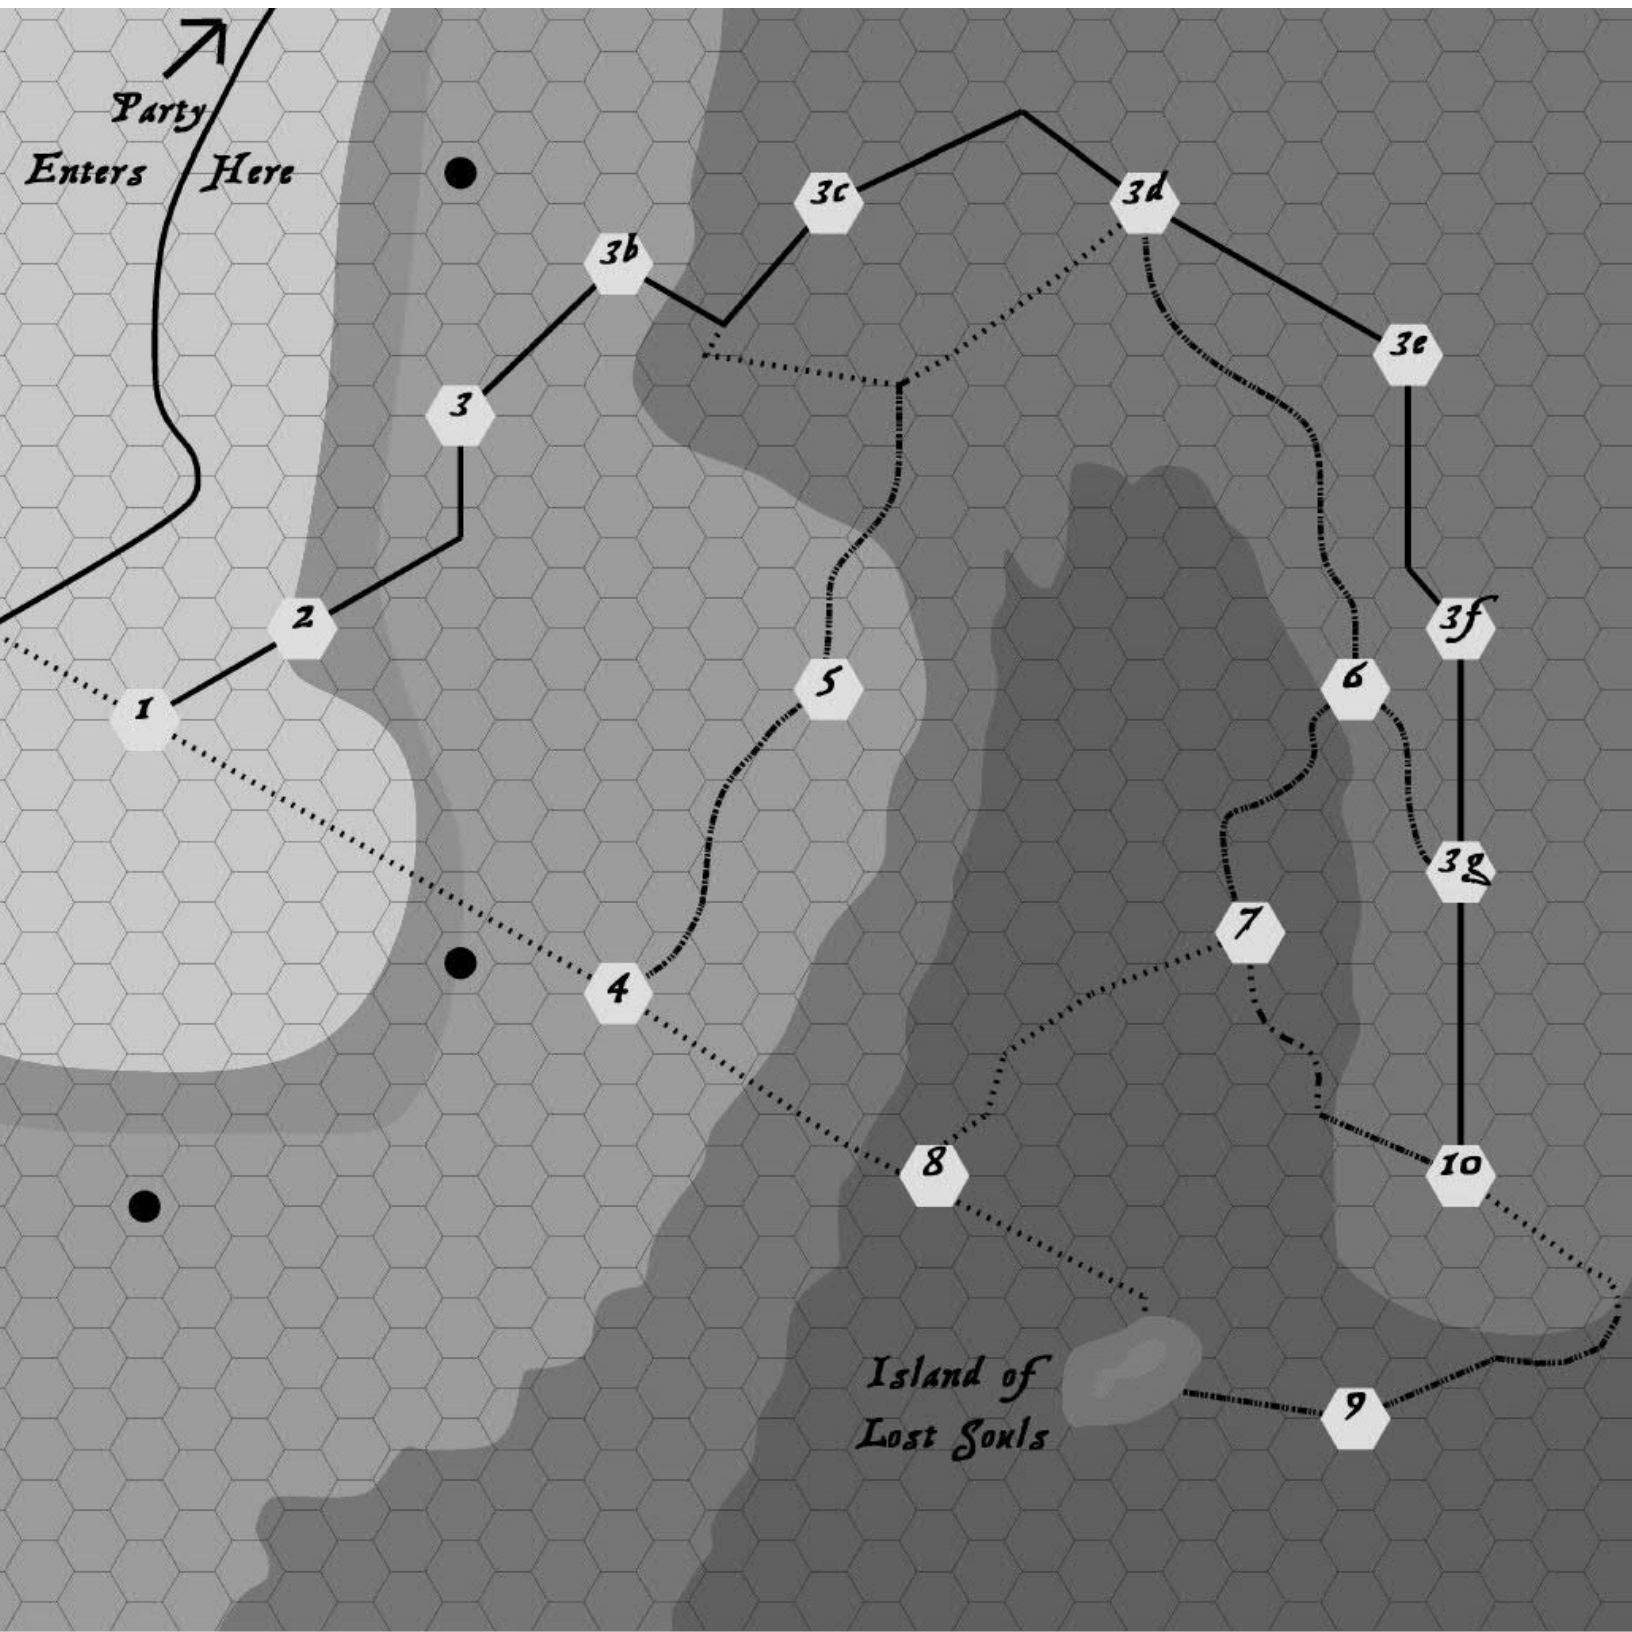 Party
Enters Here
3c
3d
3b
3e
3
2
3f
1
5
6
3g
7
4
8
10
Island of
Lost Souls
9